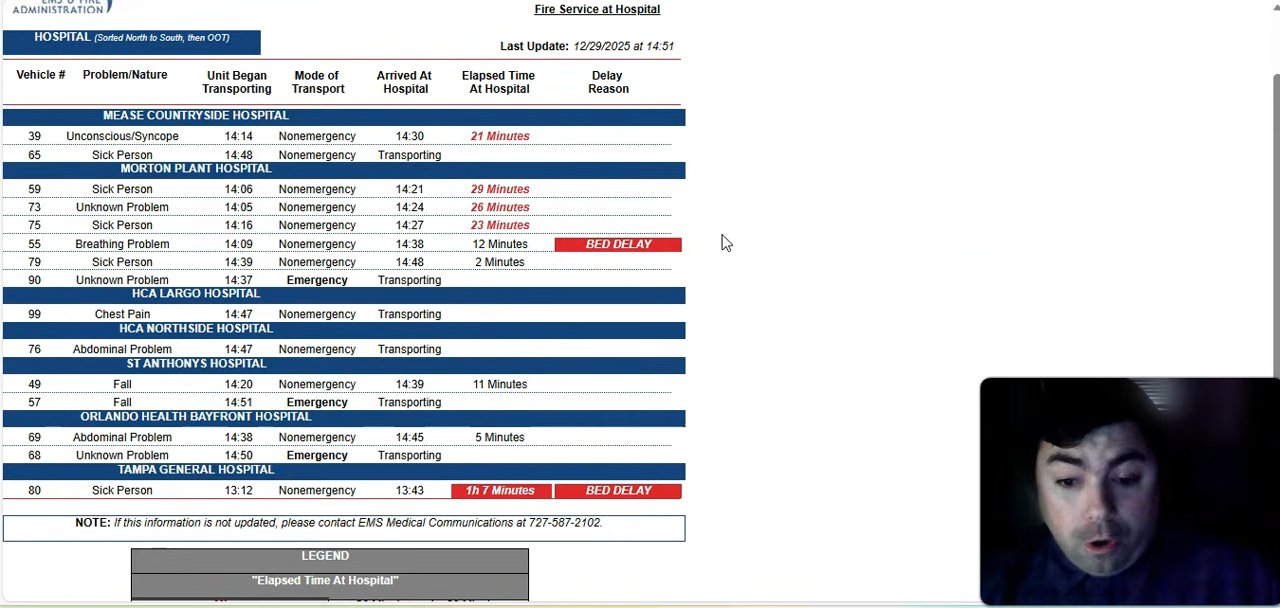 EMS & FIRE
ADMINISTRATION
Fire Service at Hospital
HOSPITAL (Sorted North to South, then OOT)
Last Update: 12/29/2025 at 14:51
Vehicle # Problem/Nature Unit Began Transporting Mode of Transport Arrived At Hospital Elapsed Time At Hospital Delay Reason
MEASE COUNTRYSIDE HOSPITAL
39 Unconscious/Syncope 14:14 Nonemergency 14:30 21 Minutes
65 Sick Person 14:48 Nonemergency Transporting
MORTON PLANT HOSPITAL
59 Sick Person 14:06 Nonemergency 14:21 29 Minutes
73 Unknown Problem 14:05 Nonemergency 14:24 26 Minutes
75 Sick Person 14:16 Nonemergency 14:27 23 Minutes
55 Breathing Problem 14:09 Nonemergency 14:38 12 Minutes BED DELAY
79 Sick Person 14:39 Nonemergency 14:48 2 Minutes
90 Unknown Problem 14:37 Emergency Transporting
HCA LARGO HOSPITAL
99 Chest Pain 14:47 Nonemergency Transporting
HCA NORTHSIDE HOSPITAL
76 Abdominal Problem 14:47 Nonemergency Transporting
ST ANTHONYS HOSPITAL
49 Fall 14:20 Nonemergency 14:39 11 Minutes
57 Fall 14:51 Emergency Transporting
ORLANDO HEALTH BAYFRONT HOSPITAL
69 Abdominal Problem 14:38 Nonemergency 14:45 5 Minutes
68 Unknown Problem 14:50 Emergency Transporting
TAMPA GENERAL HOSPITAL
80 Sick Person 13:12 Nonemergency 13:43 1h 7 Minutes BED DELAY
NOTE: If this information is not updated, please contact EMS Medical Communications at 727-587-2102.
LEGEND
"Elapsed Time At Hospital"